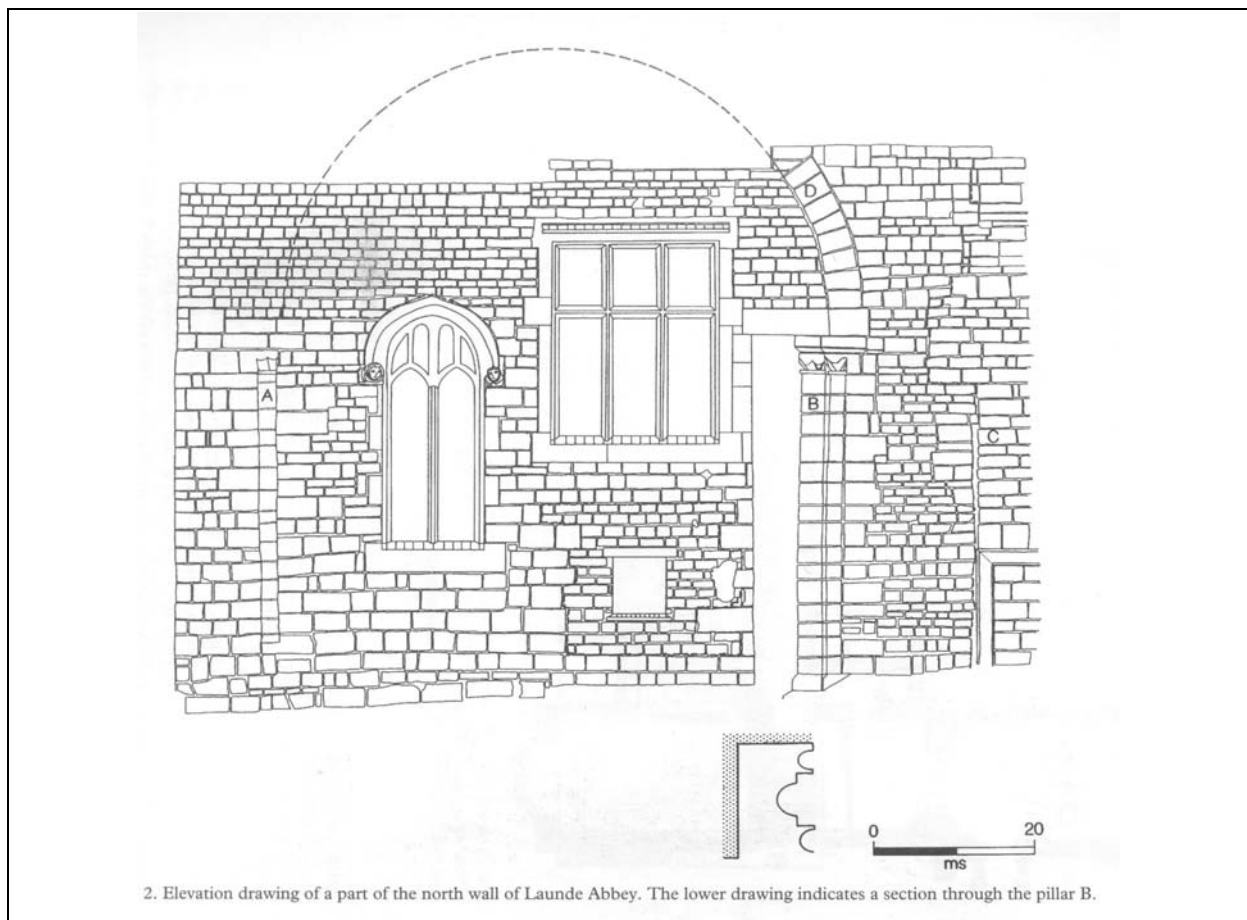 D
A
B
C
0 20
ms
2. Elevation drawing of a part of the north wall of Launde Abbey. The lower drawing indicates a section through the pillar B.